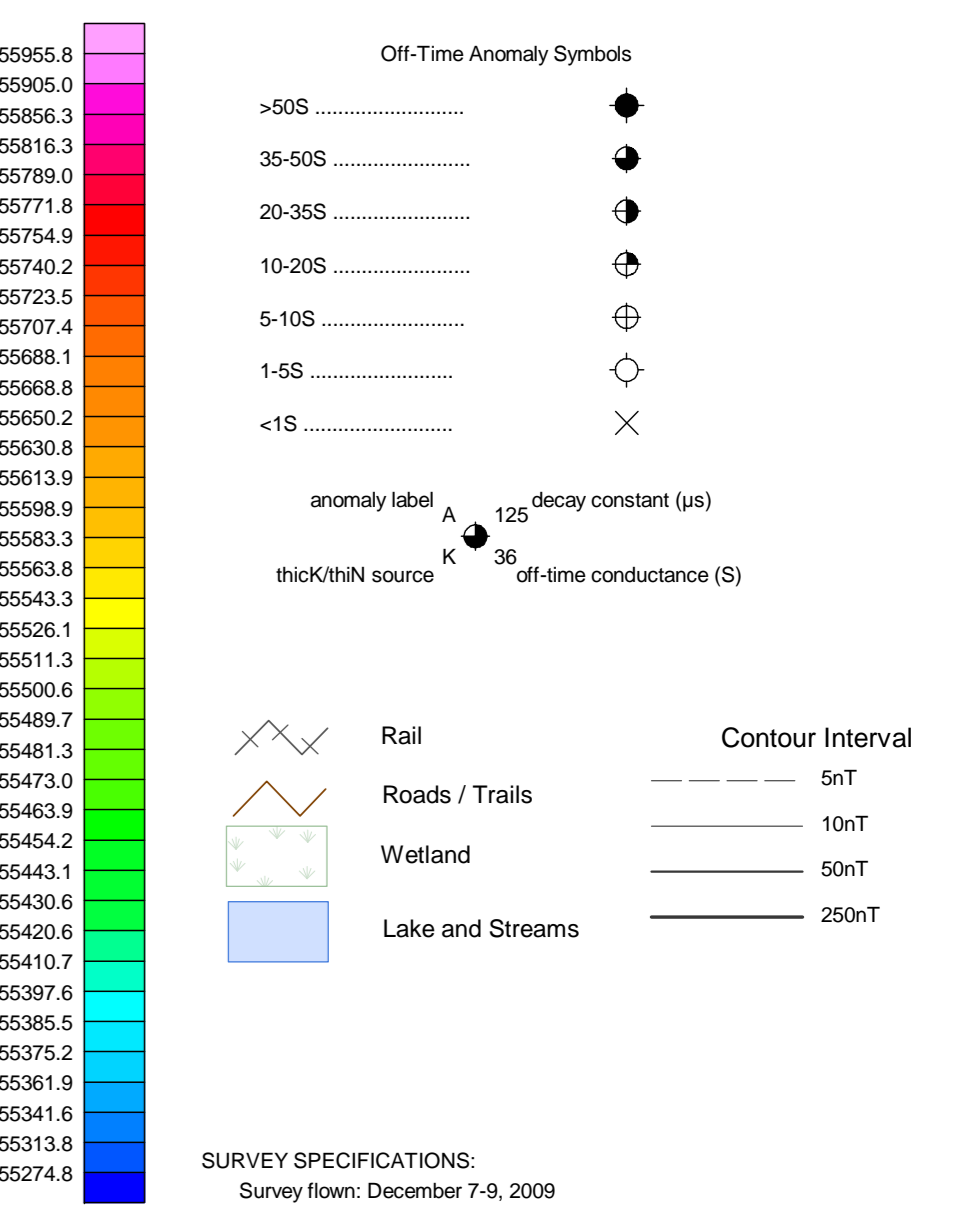 55955.8
55905.0
55856.3
55816.3
55789.0
55771.8
55754.9
55740.2
55723.5
55707.4
55688.1
55668.8
55650.2
55630.8
55613.9
55598.9
55583.3
55563.8
55543.3
55526.1
55511.3
55500.6
55489.7
55481.3
55473.0
55463.9
55454.2
55443.1
55430.6
55420.6
55410.7
55397.6
55385.5
55375.2
55361.9
55341.6
55313.8
55274.8
Off-Time Anomaly Symbols
>50S ..........................
35-50S ........................
20-35S ........................
10-20S ........................
5-10S .........................
1-5S .........................
<1S ..........................
anomaly label A 125 decay constant (µs)
thicK/thiN source K 36 off-time conductance (S)
Rail
Roads / Trails
Wetland
Lake and Streams
Contour Interval
5nT
10nT
50nT
250nT
SURVEY SPECIFICATIONS:
Survey flown: December 7-9, 2009